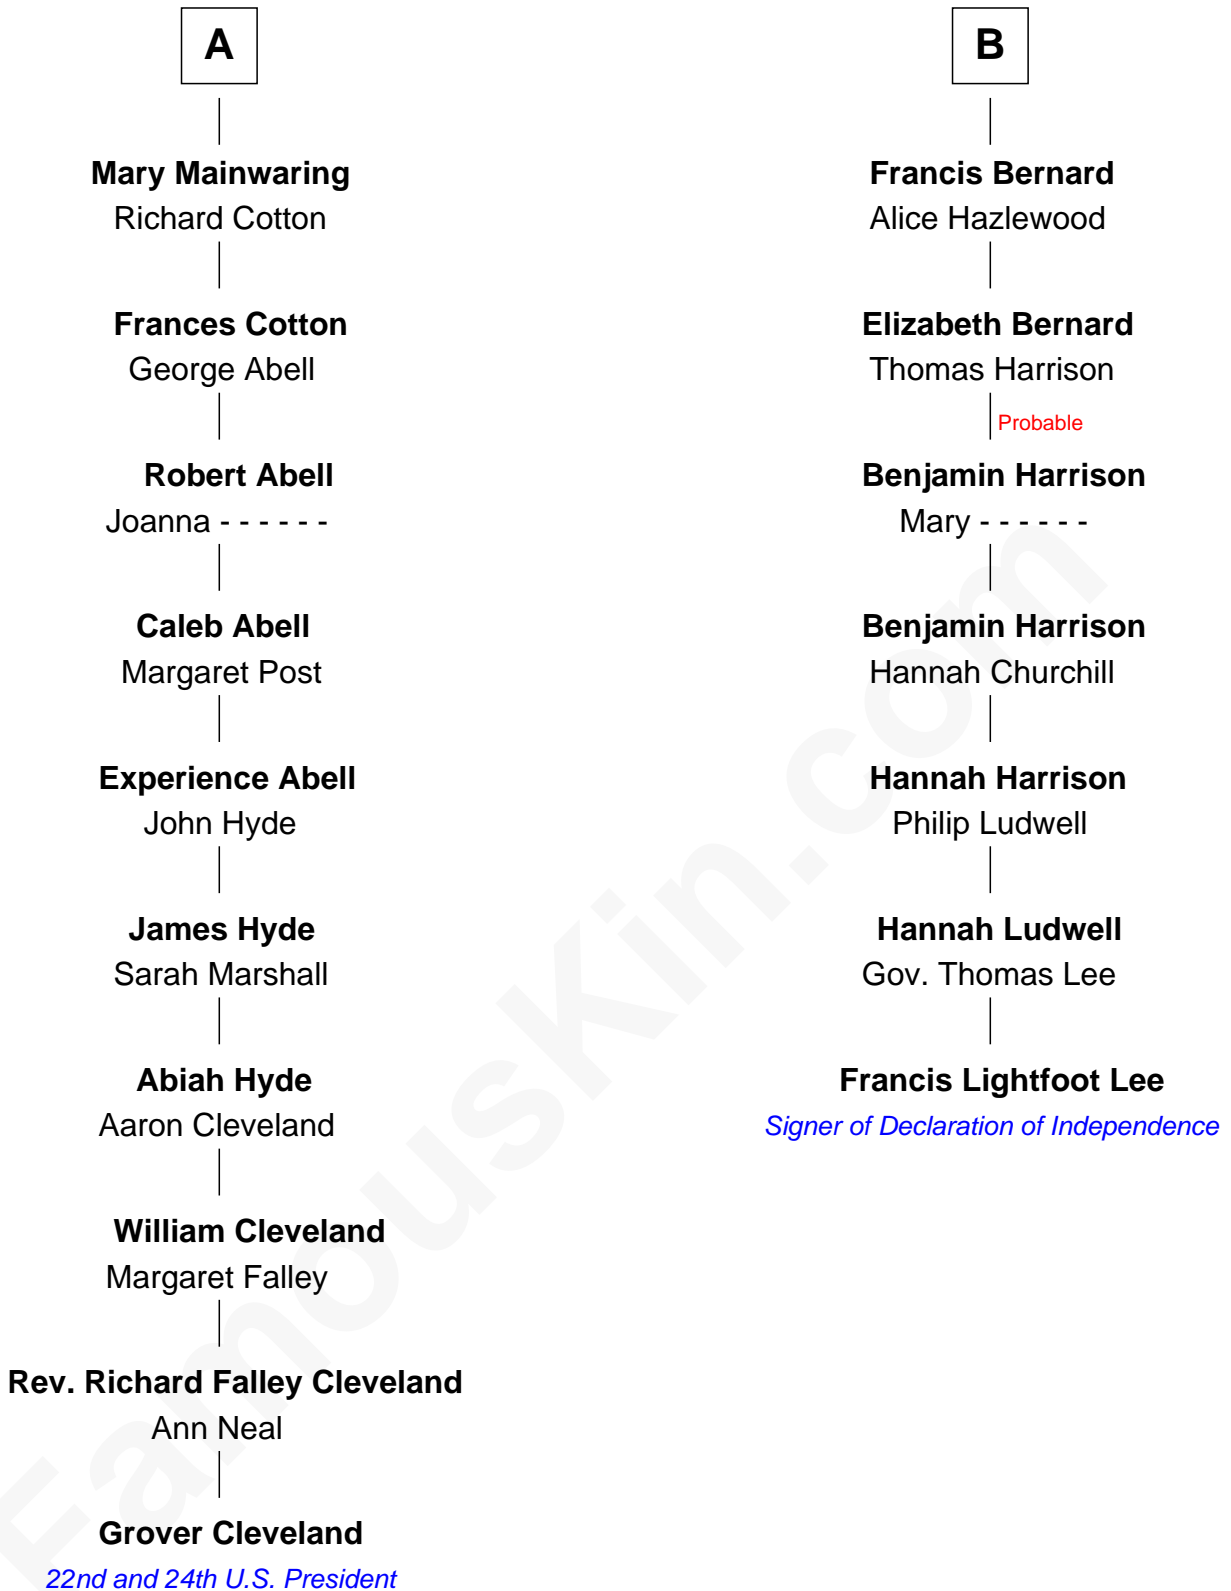 A
Mary Mainwaring
Richard Cotton
Frances Cotton
George Abell
Robert Abell
Joanna - - - - - -
Caleb Abell
Margaret Post
Experience Abell
John Hyde
James Hyde
Sarah Marshall
Abiah Hyde
Aaron Cleveland
William Cleveland
Margaret Falley
Rev. Richard Falley Cleveland
Ann Neal
Grover Cleveland
22nd and 24th U.S. President
B
Francis Bernard
Alice Hazlewood
Elizabeth Bernard
Thomas Harrison
Probable
Benjamin Harrison
Mary - - - - - -
Benjamin Harrison
Hannah Churchill
Hannah Harrison
Philip Ludwell
Hannah Ludwell
Gov. Thomas Lee
Francis Lightfoot Lee
Signer of Declaration of Independence
FamousKin.com